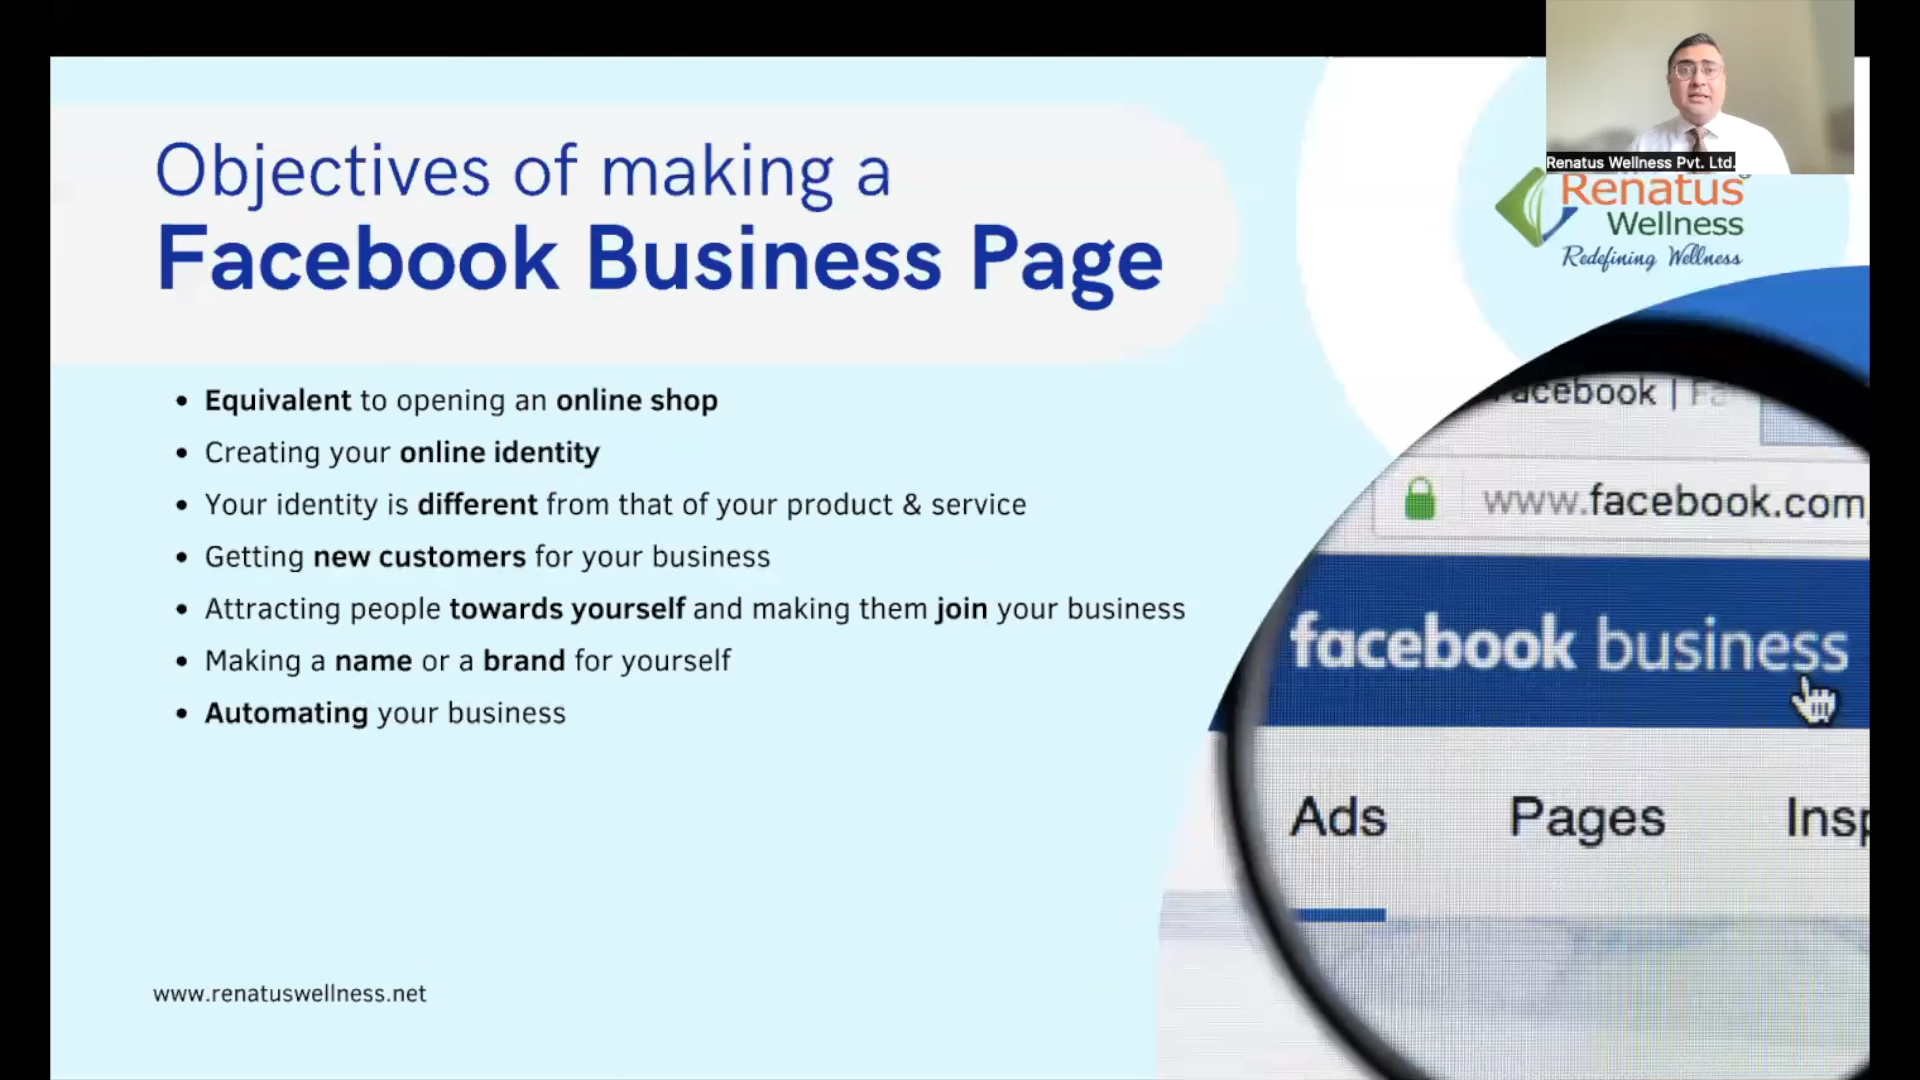 Renatus Wellness Pvt. Ltd.
Renatus
Wellness
Redefining Wellness
Objectives of making a
Facebook Business Page
• Equivalent to opening an online shop
• Creating your online identity
• Your identity is different from that of your product & service
• Getting new customers for your business
• Attracting people towards yourself and making them join your business
• Making a name or a brand for yourself
• Automating your business
acebook | Fa
www.facebook.com
facebook business
Ads Pages Insp
www.renatuswellness.net